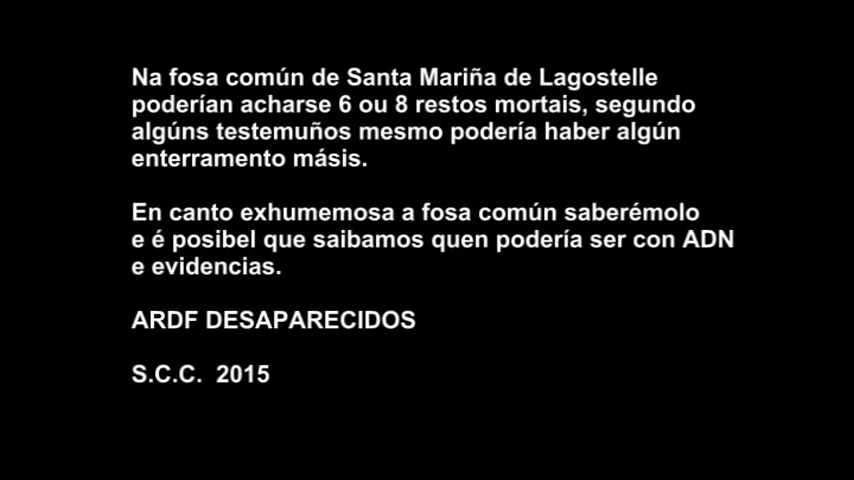 Na fosa común de Santa Mariña de Lagostelle
poderían acharse 6 ou 8 restos mortais, segundo
algúns testemuños mesmo podería haber algún
enterramento másis.
En canto exhumemosa a fosa común saberémolo
e é posibel que saibamos quen podería ser con ADN
e evidencias.
ARDF DESAPARECIDOS
S.C.C.  2015